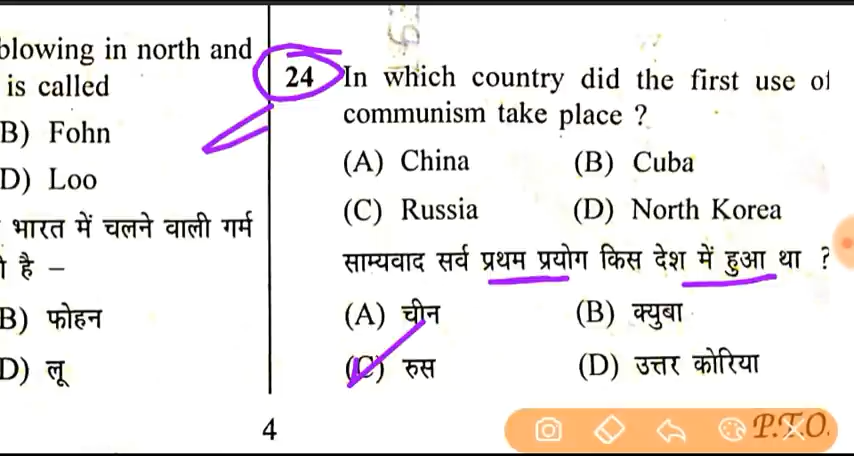 blowing in north and
is called
B) Fohn
D) Loo
भारत में चलने वाली गर्म
है –
B) फोहन
D) लू
24 In which country did the first use of
communism take place ?
(A) China (B) Cuba
(C) Russia (D) North Korea
साम्यवाद सर्व प्रथम प्रयोग किस देश में हुआ था ?
(A) चीन (B) क्युबा
(C) रुस (D) उत्तर कोरिया
4 P.T.O.